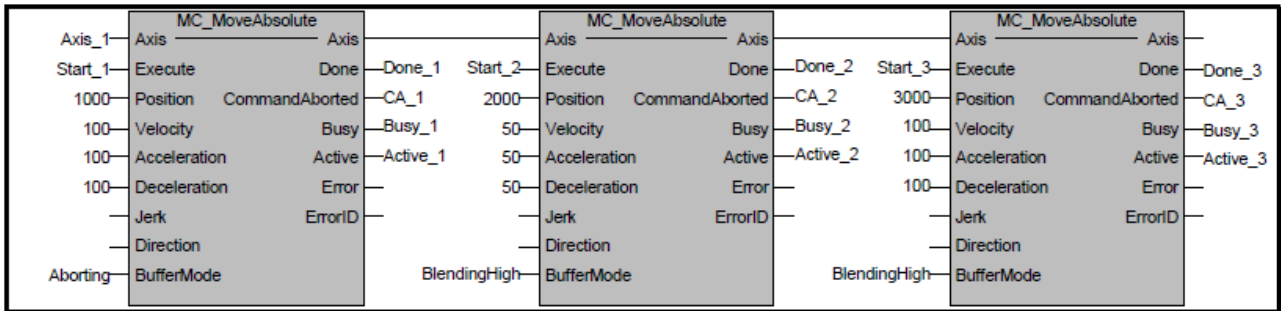 MC_MoveAbsolute MC_MoveAbsolute MC_MoveAbsolute
Axis_1 Axis Axis Axis Axis Axis Axis
Start_1 Execute Done Done_1 Start_2 Execute Done Done_2 Start_3 Execute Done Done_3
1000 Position CommandAborted CA_1 2000 Position CommandAborted CA_2 3000 Position CommandAborted CA_3
100 Velocity Busy Busy_1 50 Velocity Busy Busy_2 100 Velocity Busy Busy_3
100 Acceleration Active Active_1 50 Acceleration Active Active_2 100 Acceleration Active Active_3
100 Deceleration Error 50 Deceleration Error 100 Deceleration Error
Jerk ErrorID Jerk ErrorID Jerk ErrorID
Direction Direction Direction
Aborting BufferMode BlendingHigh BufferMode BlendingHigh BufferMode